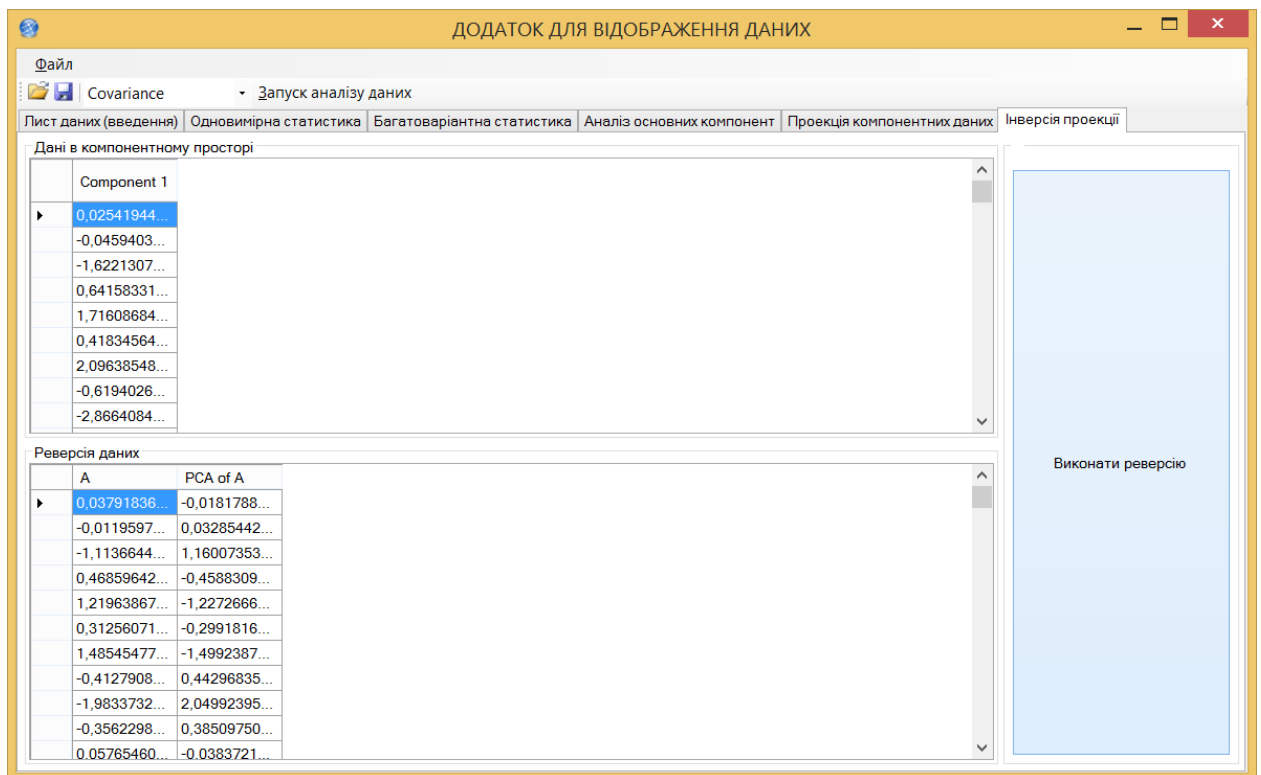 ДОДАТОК ДЛЯ ВІДОБРАЖЕННЯ ДАНИХ
Файл
Covariance Запуск аналізу даних
Лист даних (введення) Одновимірна статистика Багатоваріантна статистика Аналіз основних компонент Проекція компонентних даних Інверсія проекції
Дані в компонентному просторі
Component 1
0,02541944...
-0,0459403...
-1,6221307...
0,64158331...
1,71608684...
0,41834564...
2,09638548...
-0,6194026...
-2,8664084...
Виконати реверсію
Реверсія даних
A PCA of A
0,03791836... -0,0181788...
-0,0119597... 0,03285442...
-1,1136644... 1,16007353...
0,46859642... -0,4588309...
1,21963867... -1,2272666...
0,31256071... -0,2991816...
1,48545477... -1,4992387...
-0,4127908... 0,44296835...
-1,9833732... 2,04992395...
-0,3562298... 0,38509750...
0,05765460... -0,0383721...